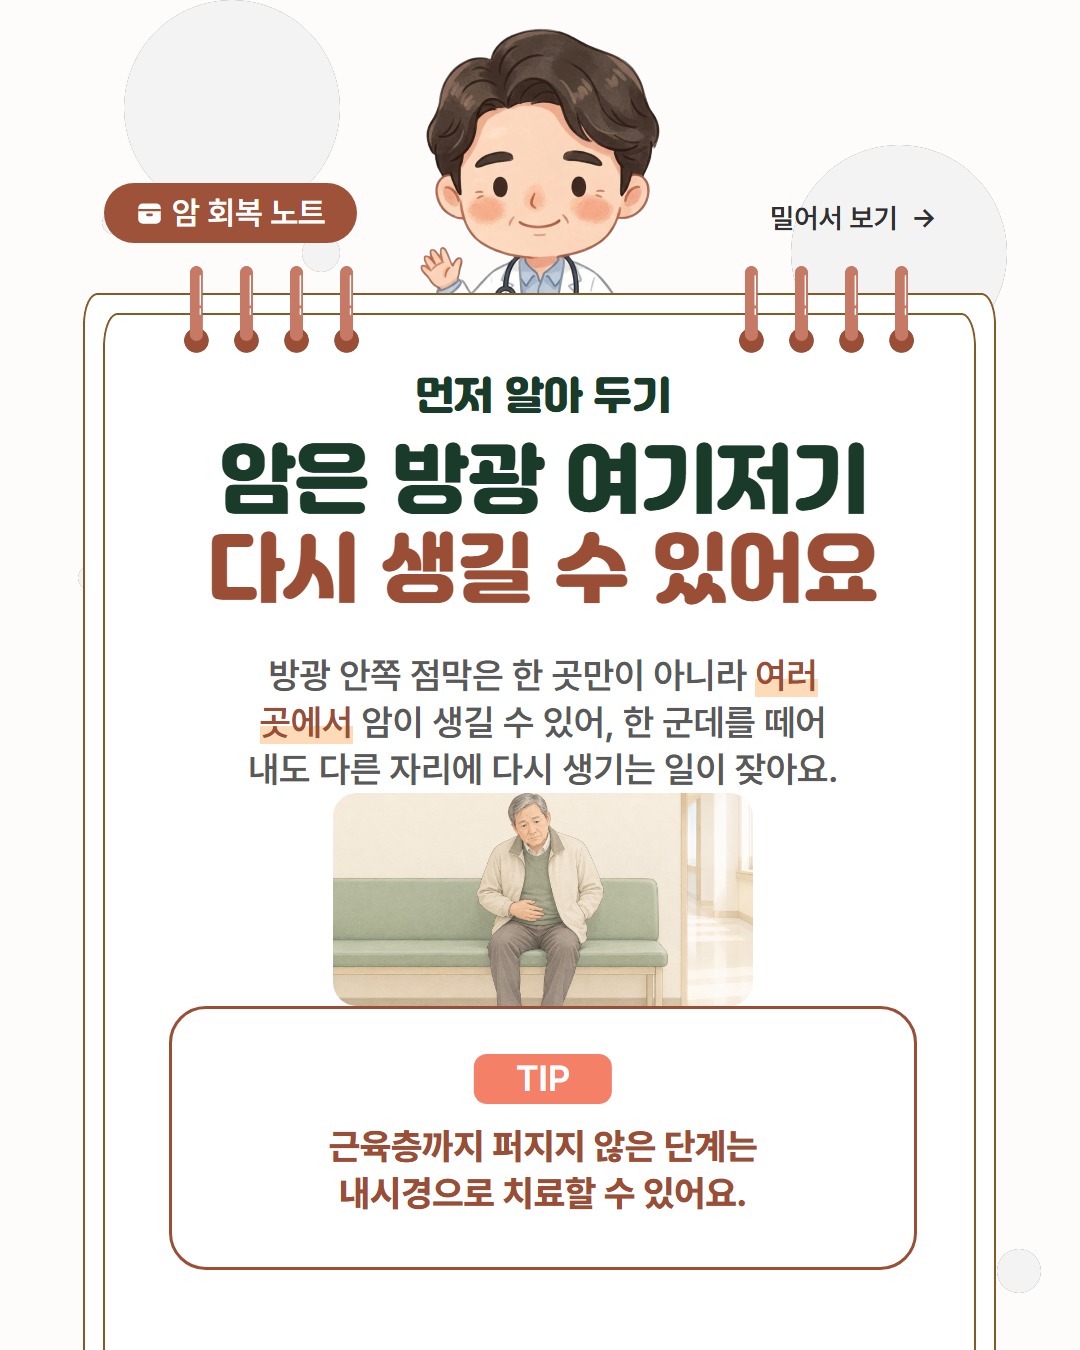 암 회복 노트
밀어서 보기 →
먼저 알아 두기
암은 방광 여기저기
다시 생길 수 있어요
방광 안쪽 점막은 한 곳만이 아니라 여러
곳에서 암이 생길 수 있어, 한 군데를 떼어
내도 다른 자리에 다시 생기는 일이 잦아요.
TIP
근육층까지 퍼지지 않은 단계는
내시경으로 치료할 수 있어요.